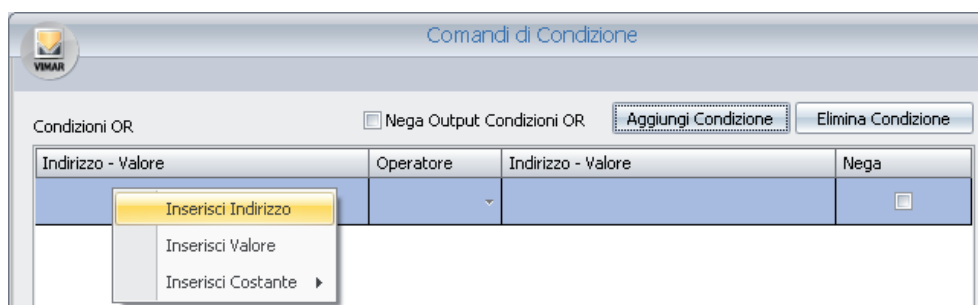 Comandi di Condizione
VIMAR
Condizioni OR Nega Output Condizioni OR Aggiungi Condizione Elimina Condizione
Indirizzo - Valore Operatore Indirizzo - Valore Nega
Inserisci Indirizzo
Inserisci Valore
Inserisci Costante